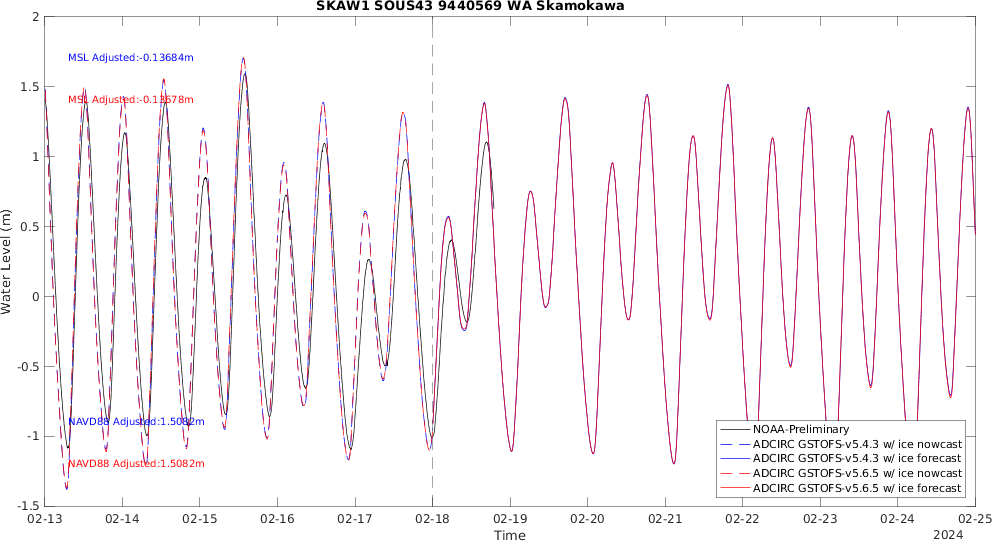 SKAW1 SOUS43 9440569 WA Skamokawa
2
1.5
1
0.5
0
-0.5
-1
-1.5
Water Level (m)
MSL Adjusted:-0.13684m
MSL Adjusted:-0.13678m
NAVD88 Adjusted:1.5082m
NAVD88 Adjusted:1.5082m
NOAA-Preliminary
ADCIRC GSTOFS-v5.4.3 w/ ice nowcast
ADCIRC GSTOFS-v5.4.3 w/ ice forecast
ADCIRC GSTOFS-v5.6.5 w/ ice nowcast
ADCIRC GSTOFS-v5.6.5 w/ ice forecast
02-13 02-14 02-15 02-16 02-17 02-18 02-19 02-20 02-21 02-22 02-23 02-24 02-25
Time
2024